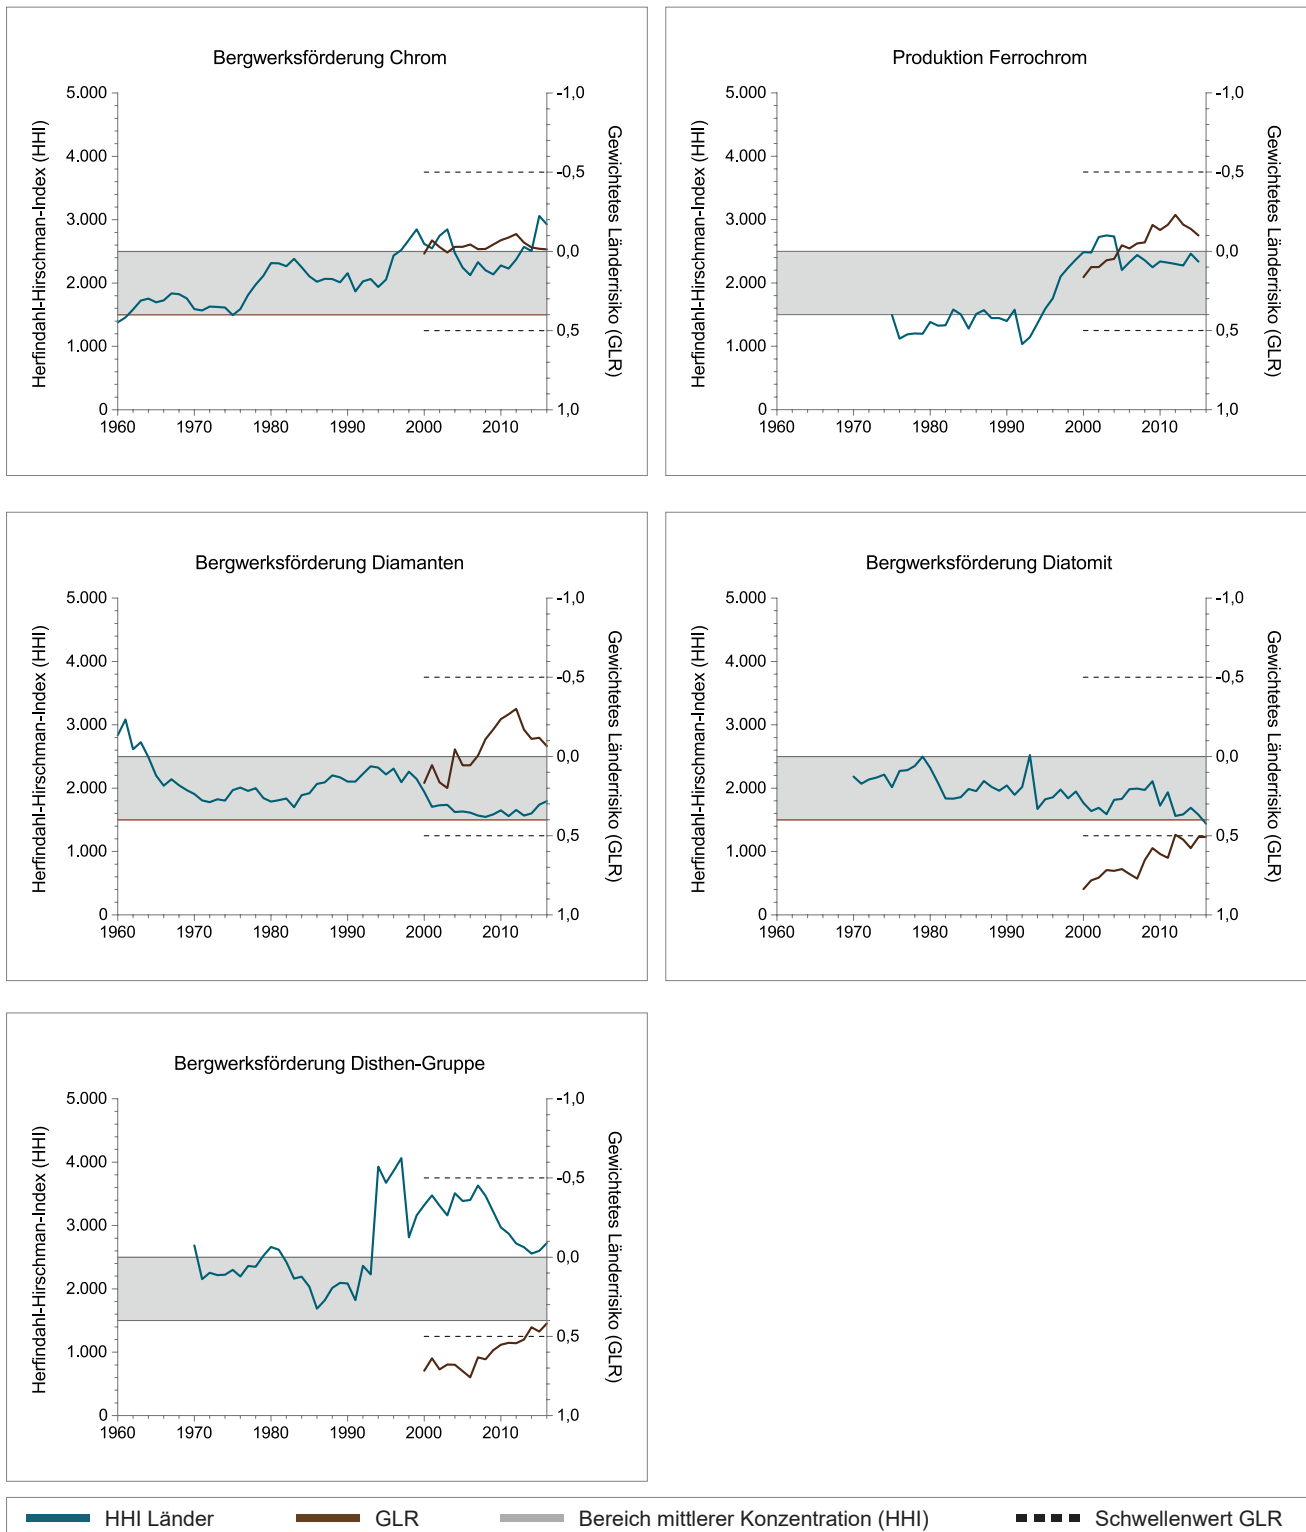 Bergwerksförderung Chrom
Herfindahl-Hirschman-Index (HHI)
5.000
4.000
3.000
2.000
1.000
0
1960 1970 1980 1990 2000 2010
-1,0
-0,5
0,0
0,5
1,0
Gewichtetes Länderrisiko (GLR)
Produktion Ferrochrom
Herfindahl-Hirschman-Index (HHI)
5.000
4.000
3.000
2.000
1.000
0
1960 1970 1980 1990 2000 2010
-1,0
-0,5
0,0
0,5
1,0
Gewichtetes Länderrisiko (GLR)
Bergwerksförderung Diamanten
Herfindahl-Hirschman-Index (HHI)
5.000
4.000
3.000
2.000
1.000
0
1960 1970 1980 1990 2000 2010
-1,0
-0,5
0,0
0,5
1,0
Gewichtetes Länderrisiko (GLR)
Bergwerksförderung Diatomit
Herfindahl-Hirschman-Index (HHI)
5.000
4.000
3.000
2.000
1.000
0
1960 1970 1980 1990 2000 2010
-1,0
-0,5
0,0
0,5
1,0
Gewichtetes Länderrisiko (GLR)
Bergwerksförderung Disthen-Gruppe
Herfindahl-Hirschman-Index (HHI)
5.000
4.000
3.000
2.000
1.000
0
1960 1970 1980 1990 2000 2010
-1,0
-0,5
0,0
0,5
1,0
Gewichtetes Länderrisiko (GLR)
HHI Länder GLR Bereich mittlerer Konzentration (HHI) Schwellenwert GLR